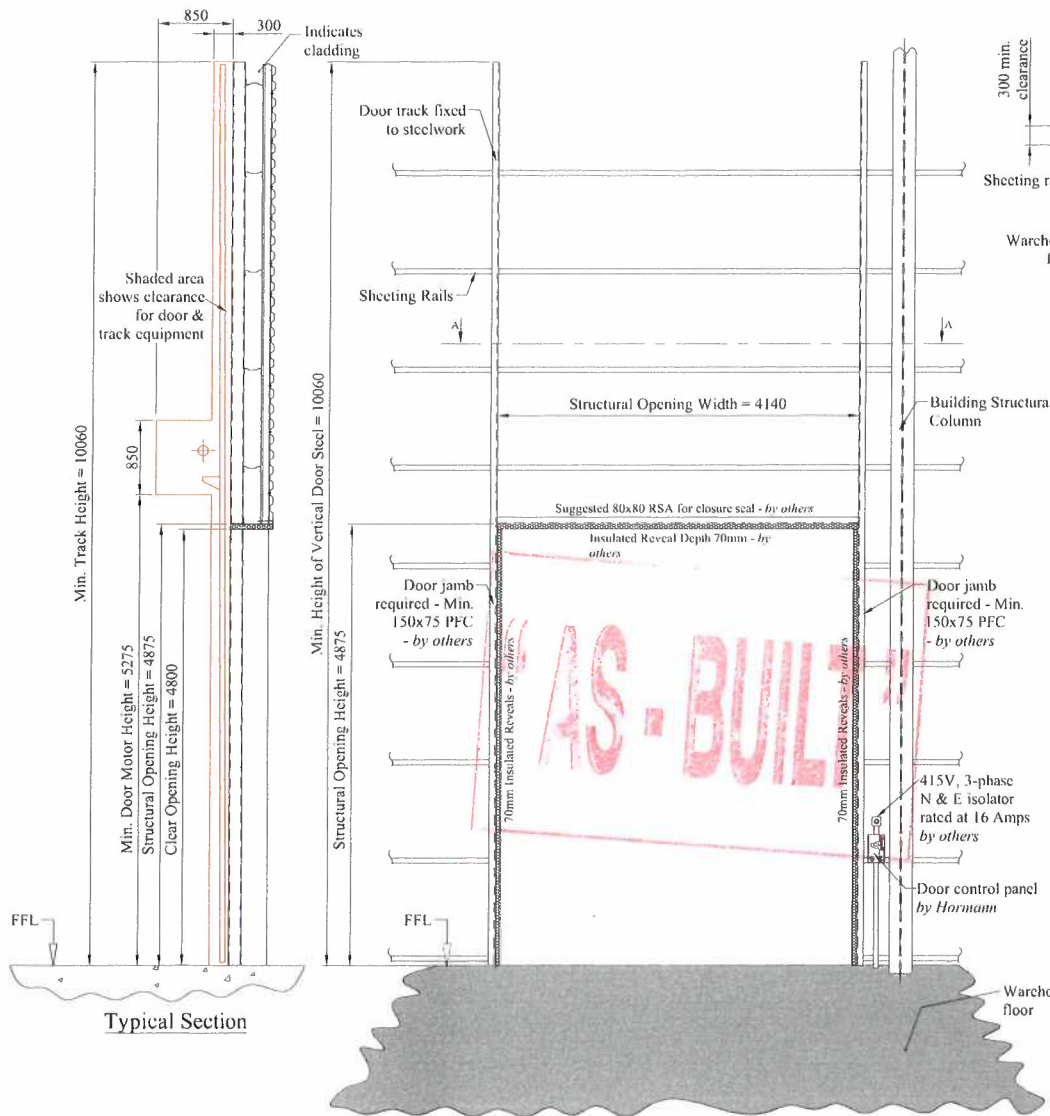 850
300
Indicates
cladding
300 min.
clearance
Door track fixed
to steelwork
Sheeting
Shaded area
shows clearance
for door &
track equipment
Sheeting Rails
A
A
Structural Opening Width = 4140
Building
Column
850
Min. Track Height = 10060
Min. Height of Vertical Door Steel = 10060
Suggested 80x80 RSA for closure seal - by others
Insulated Reveal Depth 70mm - by
others
Min. Door Motor Height = 5275
Structural Opening Height = 4875
Clear Opening Height = 4800
Structural Opening Height = 4875
Door jamb
required - Min.
150x75 PFC
- by others
Door jamb
required - Min.
150x75 PFC
- by others
70mm Insulated Reveals - by others
70mm Insulated Reveals - by others
"AS-BUILT"
415V, 3-phase
N & E isolator
rated at 16 Amps
by others
Door control panel
by Hormann
FFL
FFL
floor
Typical Section